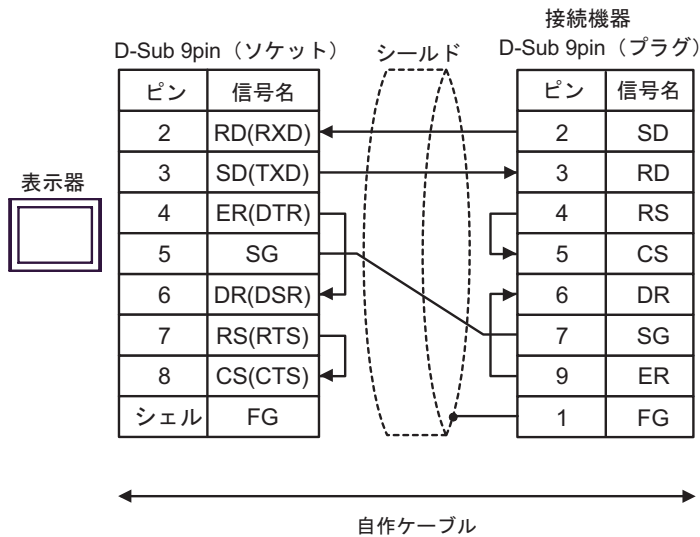 接続機器
D-Sub 9pin（ソケット） シールド D-Sub 9pin（プラグ）
ピン 信号名 ピン 信号名
2 RD(RXD) 2 SD
3 SD(TXD) 3 RD
表示器
4 ER(DTR) 4 RS
5 SG 5 CS
6 DR(DSR) 6 DR
7 RS(RTS) 7 SG
8 CS(CTS) 9 ER
シェル FG 1 FG
自作ケーブル